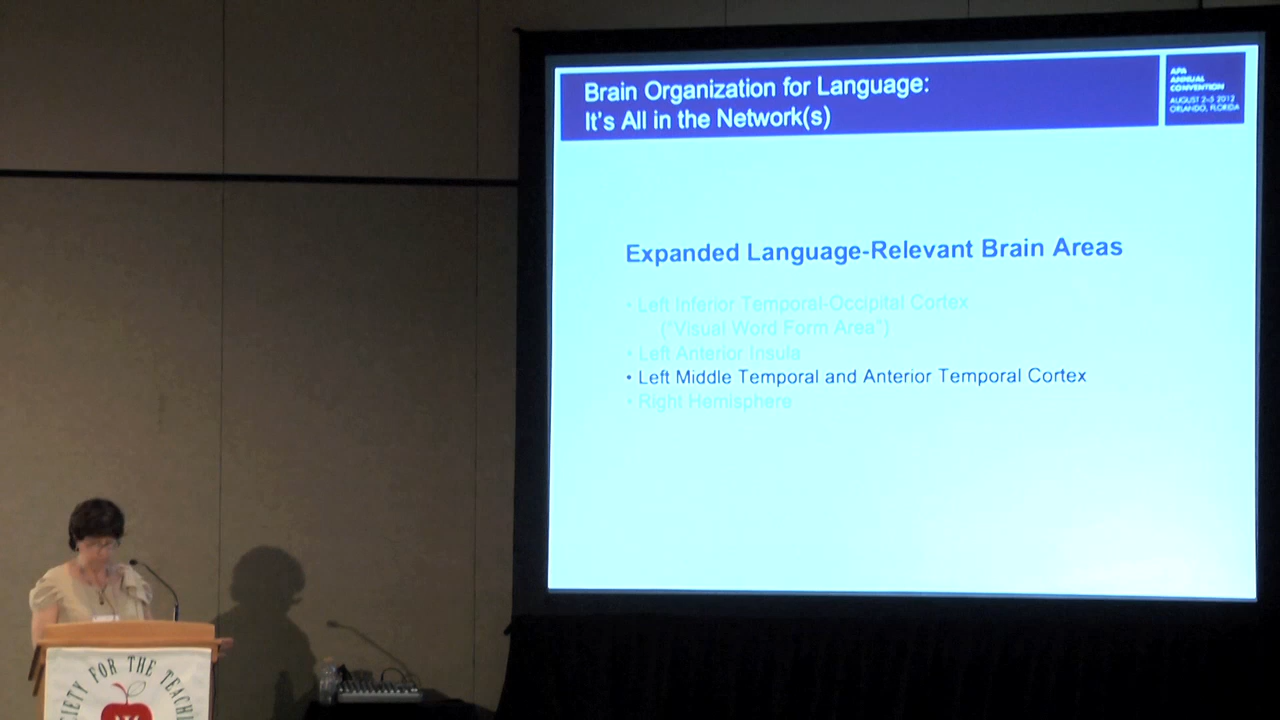 Brain Organization for Language:
It's All in the Network(s)
APA
ANNUAL
CONVENTION
AUGUST 2–5 2012
ORLANDO, FLORIDA
Expanded Language-Relevant Brain Areas
• Left Inferior Temporal-Occipital Cortex
("Visual Word Form Area")
• Left Anterior Insula
• Left Middle Temporal and Anterior Temporal Cortex
• Right Hemisphere
FOR THE